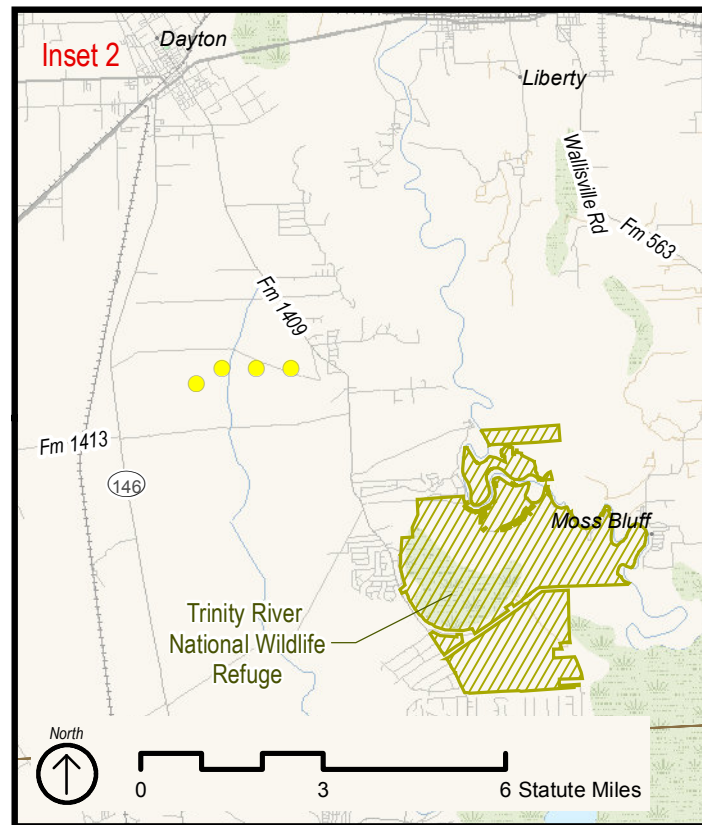 Inset 2
Dayton
Liberty
Wallisville Rd
Fm 563
Fm 1409
Fm 1413
146
Moss Bluff
Trinity River
National Wildlife
Refuge
North
0 3 6 Statute Miles